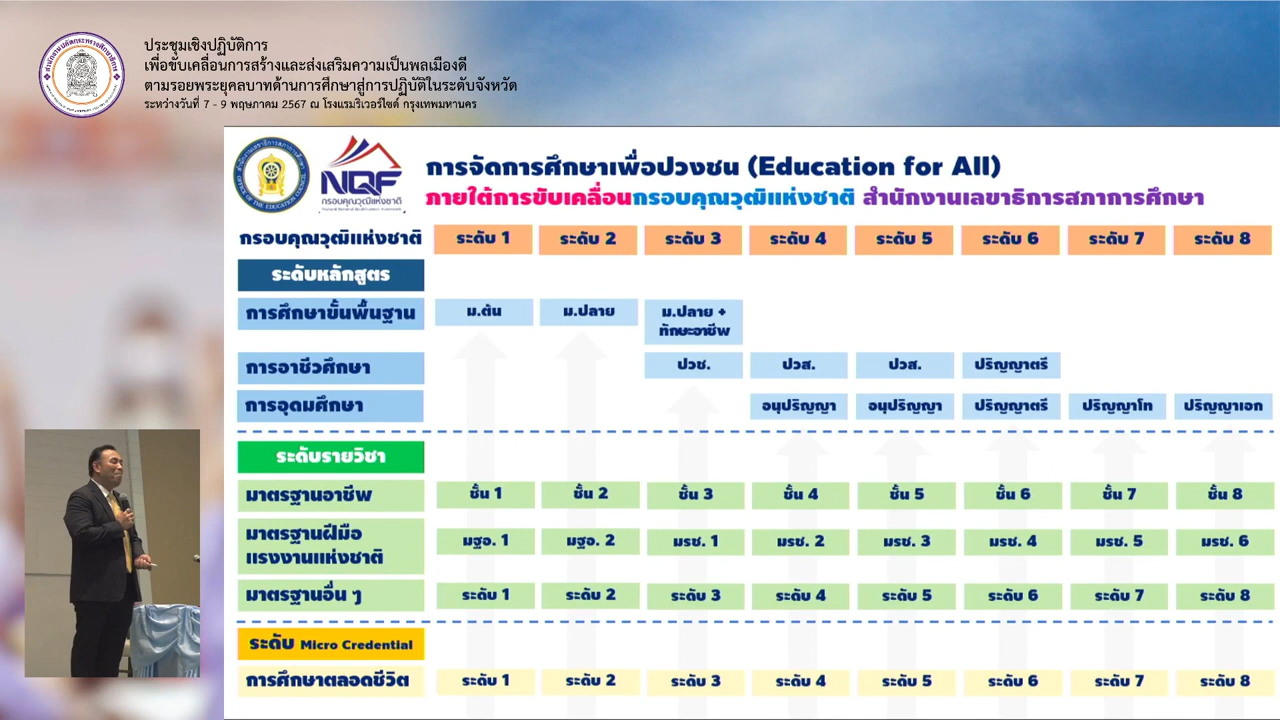 ประชุมเชิงปฏิบัติการ
เพื่อขับเคลื่อนการสร้างและส่งเสริมความเป็นพลเมืองดี
ตามรอยพระยุคลบาทด้านการศึกษาสู่การปฏิบัติในระดับจังหวัด
ระหว่างวันที่ 7 - 9 พฤษภาคม 2567 ณ โรงแรมริเวอร์ไซด์ กรุงเทพมหานคร
NQF
กรอบคุณวุฒิแห่งชาติ
การจัดการศึกษาเพื่อปวงชน (Education for All)
ภายใต้การขับเคลื่อนกรอบคุณวุฒิแห่งชาติ สำนักงานเลขาธิการสภาการศึกษา
กรอบคุณวุฒิแห่งชาติ ระดับ 1 ระดับ 2 ระดับ 3 ระดับ 4 ระดับ 5 ระดับ 6 ระดับ 7 ระดับ 8
ระดับหลักสูตร
การศึกษาขั้นพื้นฐาน ม.ต้น ม.ปลาย ม.ปลาย +
ทักษะอาชีพ
การอาชีวศึกษา ปวช. ปวส. ปวส. ปริญญาตรี
การอุดมศึกษา อนุปริญญา อนุปริญญา ปริญญาตรี ปริญญาโท ปริญญาเอก
ระดับรายวิชา
มาตรฐานอาชีพ ชั้น 1 ชั้น 2 ชั้น 3 ชั้น 4 ชั้น 5 ชั้น 6 ชั้น 7 ชั้น 8
มาตรฐานฝีมือ
แรงงานแห่งชาติ มฐอ. 1 มฐอ. 2 มรช. 1 มรช. 2 มรช. 3 มรช. 4 มรช. 5 มรช. 6
มาตรฐานอื่น ๆ ระดับ 1 ระดับ 2 ระดับ 3 ระดับ 4 ระดับ 5 ระดับ 6 ระดับ 7 ระดับ 8
ระดับ Micro Credential
การศึกษาตลอดชีวิต ระดับ 1 ระดับ 2 ระดับ 3 ระดับ 4 ระดับ 5 ระดับ 6 ระดับ 7 ระดับ 8